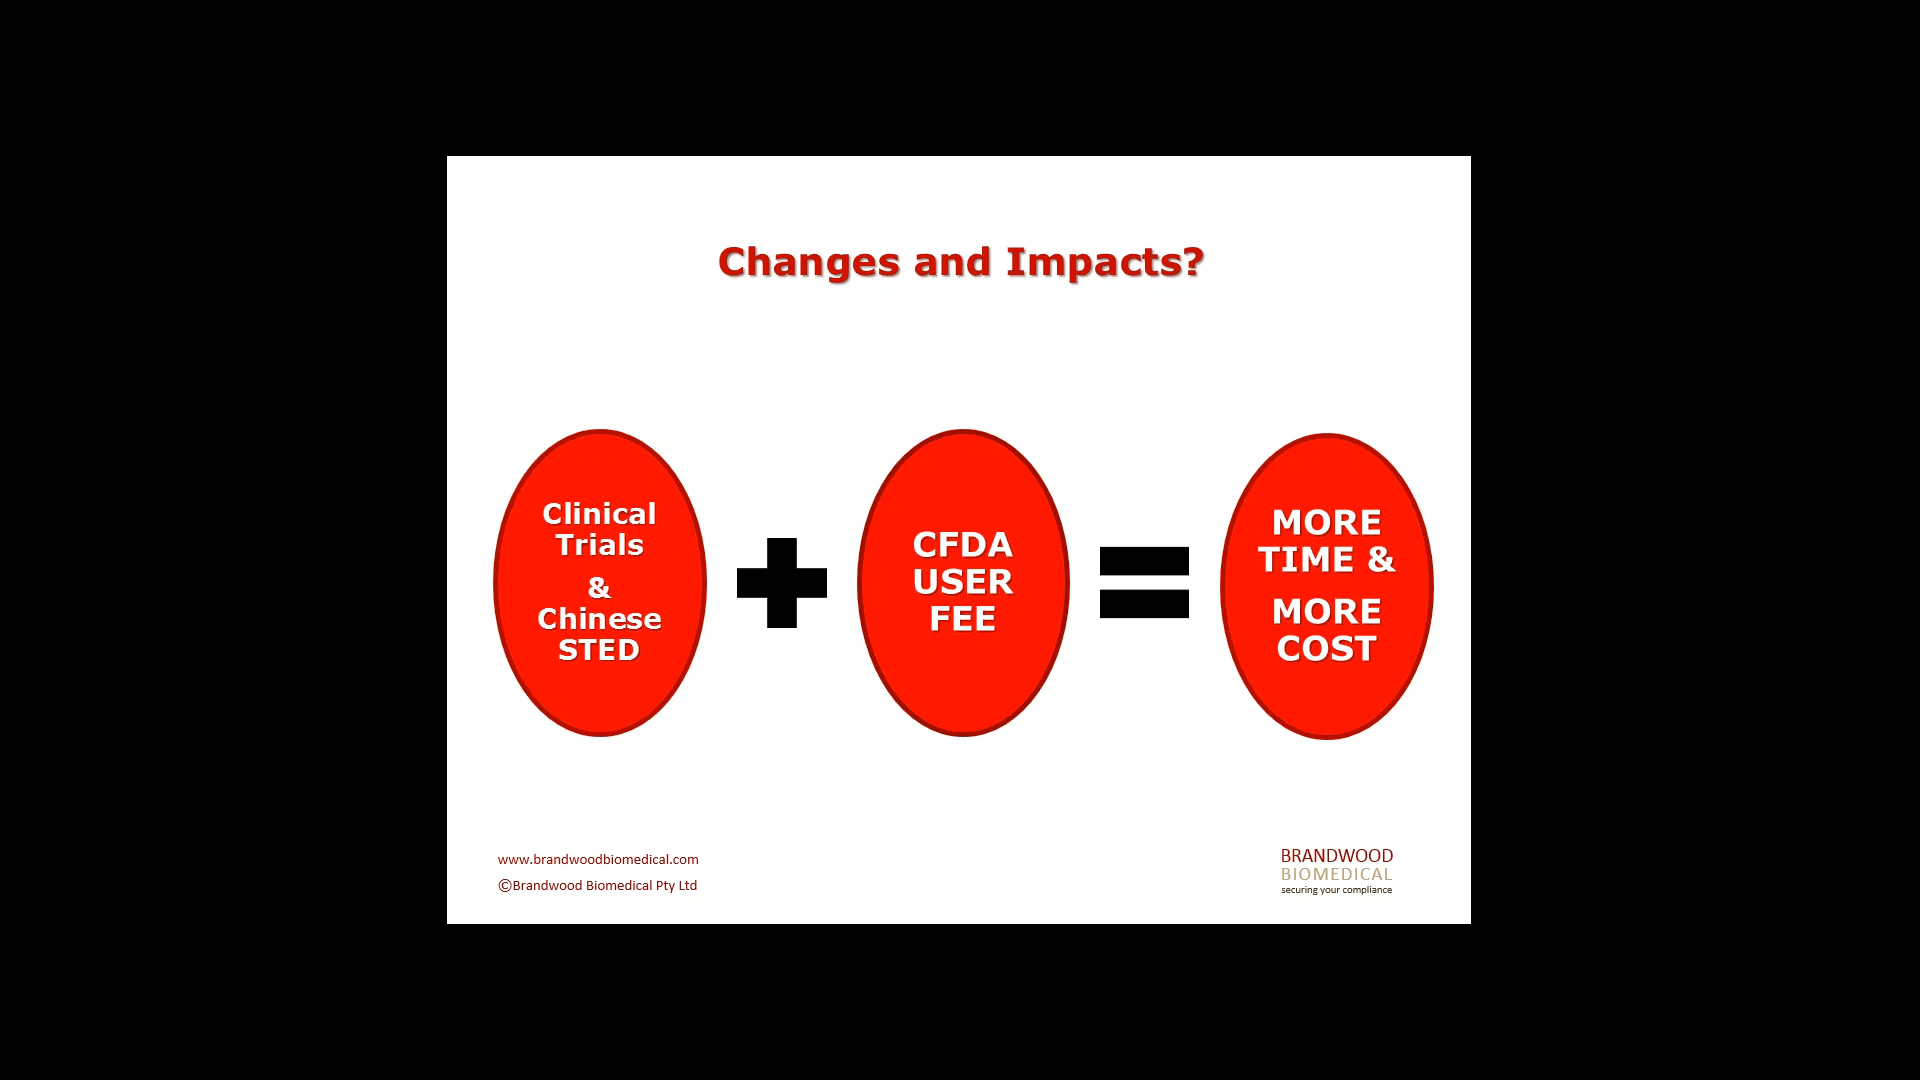 Changes and Impacts?
Clinical
Trials
&
Chinese
STED
CFDA
USER
FEE
MORE
TIME &
MORE
COST
www.brandwoodbiomedical.com
©Brandwood Biomedical Pty Ltd
BRANDWOOD
BIOMEDICAL
securing your compliance